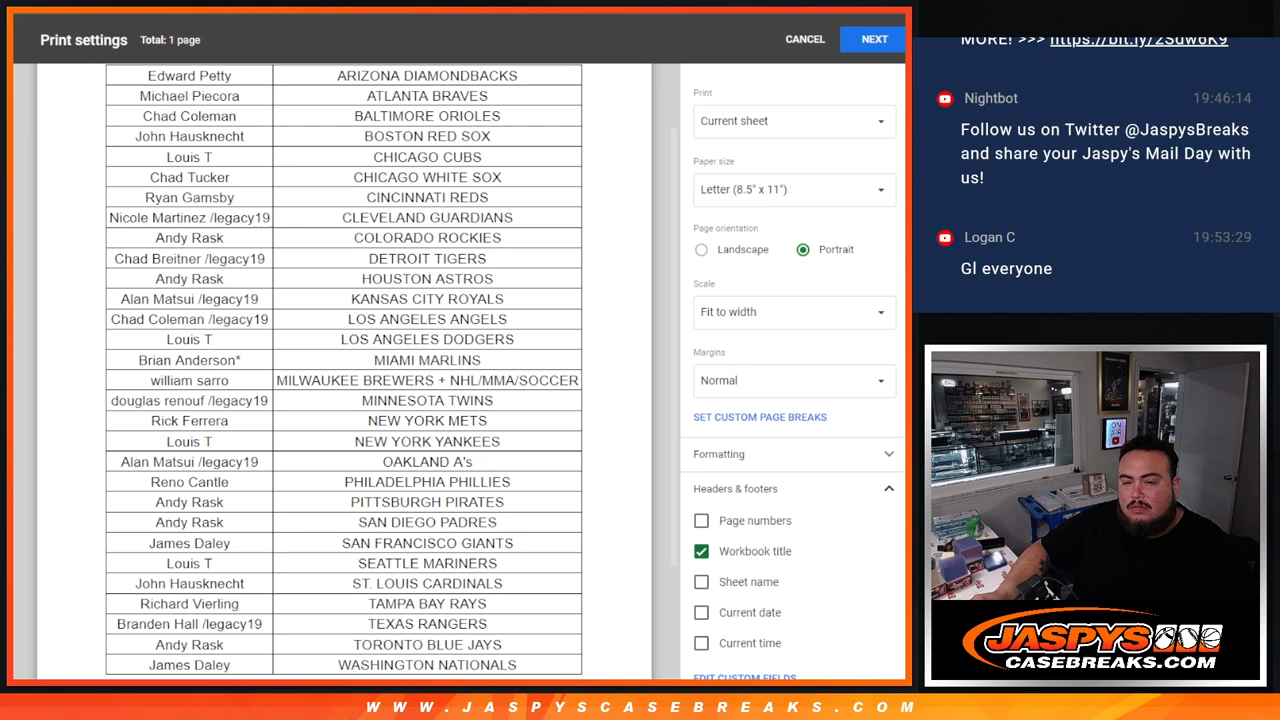 Print settings Total: 1 page CANCEL NEXT
Edward Petty ARIZONA DIAMONDBACKS
Michael Piecora ATLANTA BRAVES
Chad Coleman BALTIMORE ORIOLES
John Hausknecht BOSTON RED SOX
Louis T CHICAGO CUBS
Chad Tucker CHICAGO WHITE SOX
Ryan Gamsby CINCINNATI REDS
Nicole Martinez /legacy19 CLEVELAND GUARDIANS
Andy Rask COLORADO ROCKIES
Chad Breitner /legacy19 DETROIT TIGERS
Andy Rask HOUSTON ASTROS
Alan Matsui /legacy19 KANSAS CITY ROYALS
Chad Coleman /legacy19 LOS ANGELES ANGELS
Louis T LOS ANGELES DODGERS
Brian Anderson* MIAMI MARLINS
william sarro MILWAUKEE BREWERS + NHL/MMA/SOCCER
douglas renouf /legacy19 MINNESOTA TWINS
Rick Ferrera NEW YORK METS
Louis T NEW YORK YANKEES
Alan Matsui /legacy19 OAKLAND A's
Reno Cantle PHILADELPHIA PHILLIES
Andy Rask PITTSBURGH PIRATES
Andy Rask SAN DIEGO PADRES
James Daley SAN FRANCISCO GIANTS
Louis T SEATTLE MARINERS
John Hausknecht ST. LOUIS CARDINALS
Richard Vierling TAMPA BAY RAYS
Branden Hall /legacy19 TEXAS RANGERS
Andy Rask TORONTO BLUE JAYS
James Daley WASHINGTON NATIONALS
Print
Current sheet
Paper size
Letter (8.5" x 11")
Page orientation
Landscape Portrait
Scale
Fit to width
Margins
Normal
SET CUSTOM PAGE BREAKS
Formatting
Headers & footers
Page numbers
Workbook title
Sheet name
Current date
Current time
EDIT CUSTOM FIELDS
MORE! >>> https://bit.ly/2Sdw6K9
Nightbot 19:46:14
Follow us on Twitter @JaspysBreaks
and share your Jaspy's Mail Day with
us!
Logan C 19:53:29
Gl everyone
ON
AIR
JASPYS
CASEBREAKS.COM
WWW.JASPYSCASEBREAKS.COM